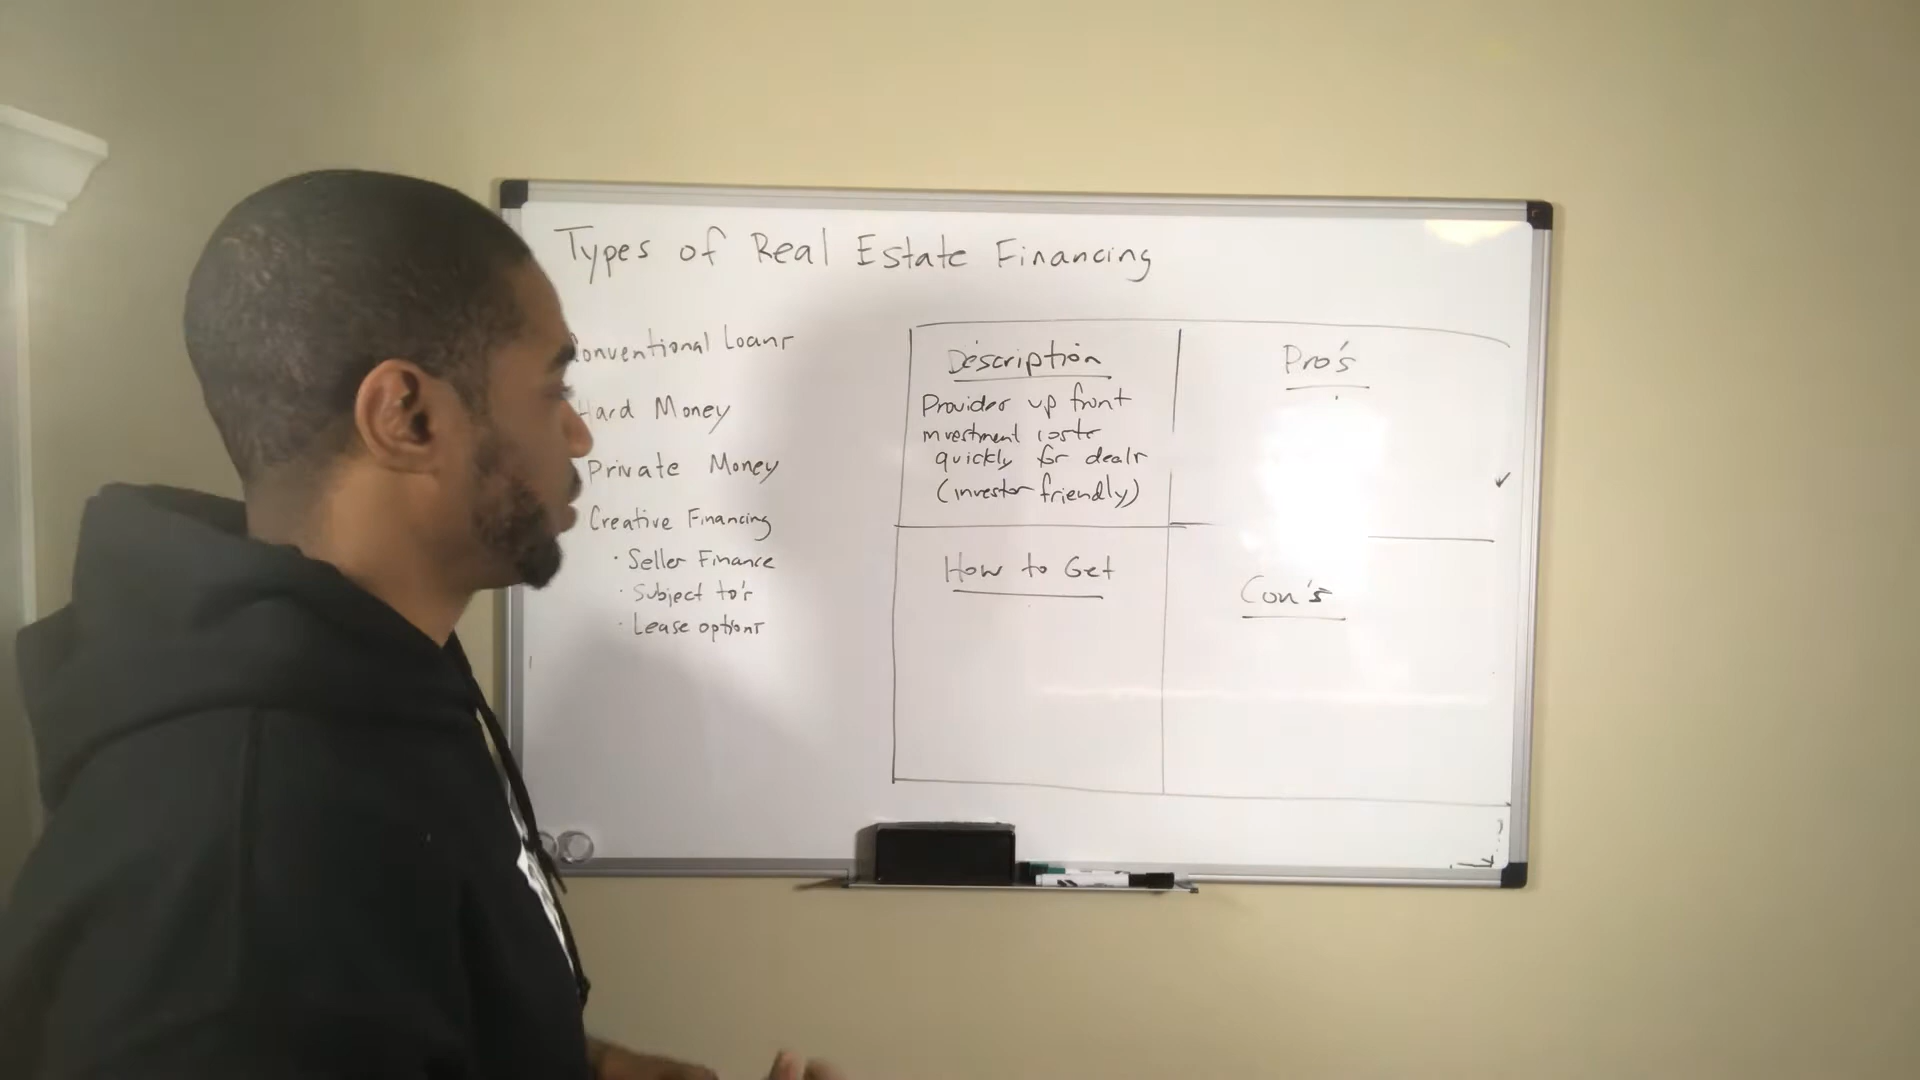 Types of Real Estate Financing
Conventional Loans
Hard Money
Private Money
Creative Financing
· Seller Finance
· Subject to's
· Lease options
Description
Provides up front
investment costs
quickly for deals
(investor friendly)
Pro's
How to Get
Con's